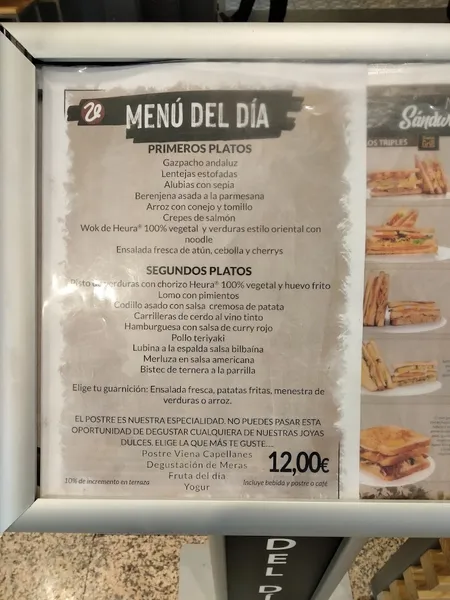 MENÚ DEL DÍA
PRIMEROS PLATOS
Gazpacho andaluz
Lentejas estofadas
Alubias con sepia
Berenjena asada a la parmesana
Arroz con conejo y tomillo
Crepes de salmón
Wok de Heura® 100% vegetal y verduras estilo oriental con
noodle
Ensalada fresca de atún, cebolla y cherrys
SEGUNDOS PLATOS
Pisto de verduras con chorizo Heura® 100% vegetal y huevo frito
Lomo con pimientos
Codillo asado con salsa cremosa de patata
Carrilleras de cerdo al vino tinto
Hamburguesa con salsa de curry rojo
Pollo teriyaki
Lubina a la espalda salsa bilbaína
Merluza en salsa americana
Bistec de ternera a la parrilla
Elige tu guarnición: Ensalada fresca, patatas fritas, menestra de
verduras o arroz.
EL POSTRE ES NUESTRA ESPECIALIDAD. NO PUEDES PASAR ESTA
OPORTUNIDAD DE DEGUSTAR CUALQUIERA DE NUESTRAS JOYAS
DULCES. ELIGE LA QUE MÁS TE GUSTE....
Postre Viena Capellanes
Degustación de Meras
Fruta del día
Yogur
12,00€
10% de incremento en terraza
Incluye bebida y postre o café
Sándw
OS TRIPLES
DEL DÍ